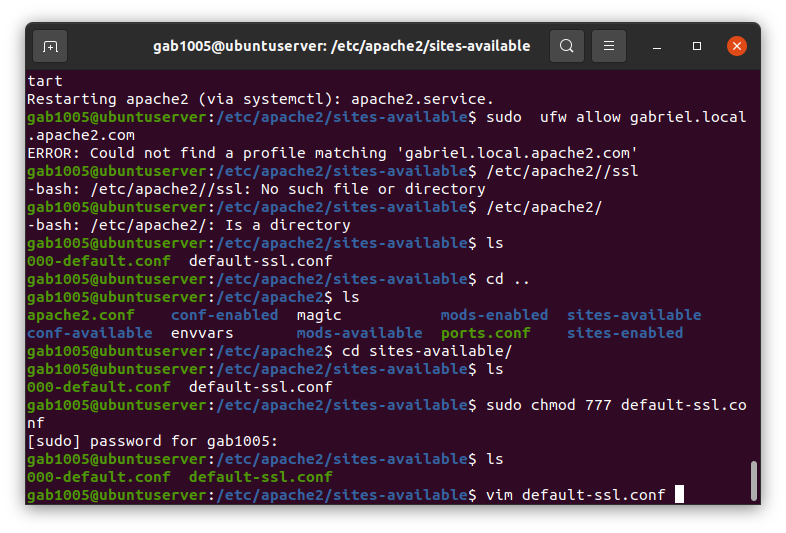 gab1005@ubuntuserver: /etc/apache2/sites-available
tart
Restarting apache2 (via systemctl): apache2.service.
gab1005@ubuntuserver:/etc/apache2/sites-available$ sudo  ufw allow gabriel.local
.apache2.com
ERROR: Could not find a profile matching 'gabriel.local.apache2.com'
gab1005@ubuntuserver:/etc/apache2/sites-available$ /etc/apache2//ssl
-bash: /etc/apache2//ssl: No such file or directory
gab1005@ubuntuserver:/etc/apache2/sites-available$ /etc/apache2/
-bash: /etc/apache2/: Is a directory
gab1005@ubuntuserver:/etc/apache2/sites-available$ ls
000-default.conf  default-ssl.conf
gab1005@ubuntuserver:/etc/apache2/sites-available$ cd ..
gab1005@ubuntuserver:/etc/apache2$ ls
apache2.conf    conf-enabled  magic           mods-enabled  sites-available
conf-available  envvars       mods-available  ports.conf    sites-enabled
gab1005@ubuntuserver:/etc/apache2$ cd sites-available/
gab1005@ubuntuserver:/etc/apache2/sites-available$ ls
000-default.conf  default-ssl.conf
gab1005@ubuntuserver:/etc/apache2/sites-available$ sudo chmod 777 default-ssl.co
nf
[sudo] password for gab1005:
gab1005@ubuntuserver:/etc/apache2/sites-available$ ls
000-default.conf  default-ssl.conf
gab1005@ubuntuserver:/etc/apache2/sites-available$ vim default-ssl.conf